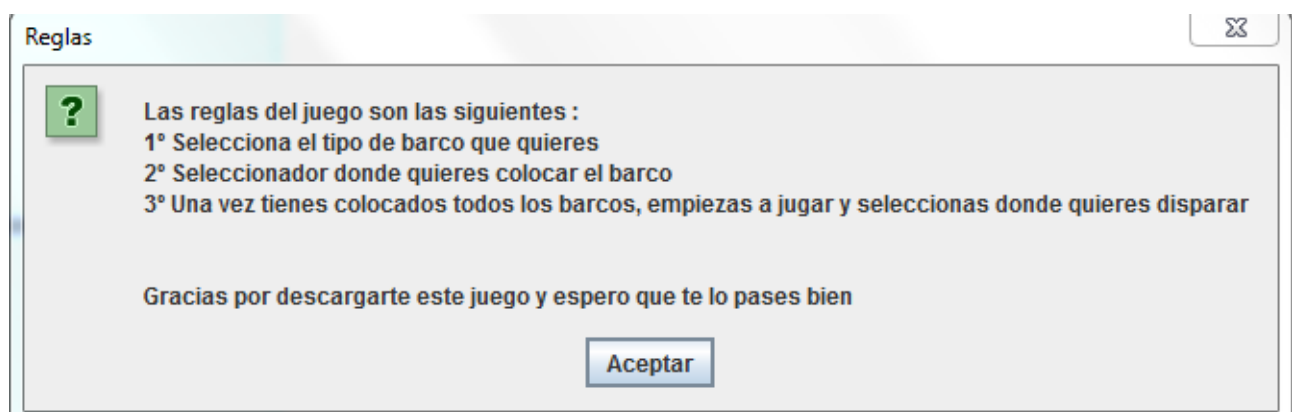 Reglas
Las reglas del juego son las siguientes :
1º Selecciona el tipo de barco que quieres
2º Seleccionador donde quieres colocar el barco
3º Una vez tienes colocados todos los barcos, empiezas a jugar y seleccionas donde quieres disparar
Gracias por descargarte este juego y espero que te lo pases bien
Aceptar